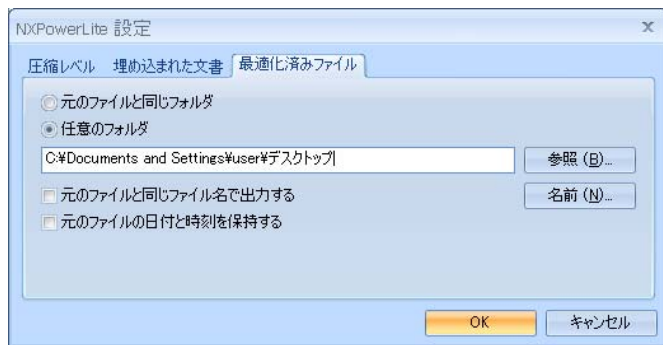 NXPowerLite 設定
圧縮レベル 埋め込まれた文書 最適化済みファイル
元のファイルと同じフォルダ
任意のフォルダ
C:¥Documents and Settings¥user¥デスクトップ 参照 (B)...
元のファイルと同じファイル名で出力する 名前 (N)...
元のファイルの日付と時刻を保持する
OK キャンセル